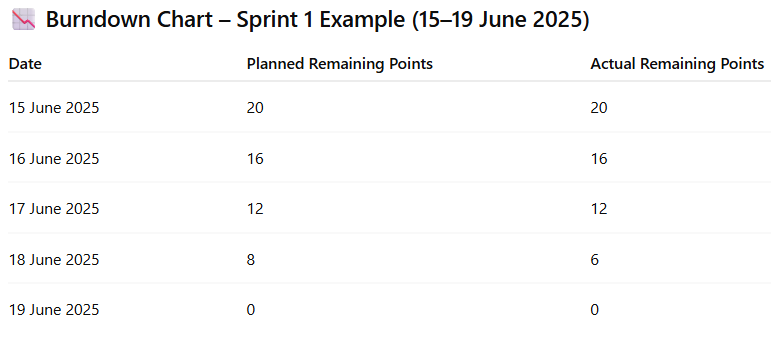 Burndown Chart – Sprint 1 Example (15–19 June 2025)
Date Planned Remaining Points Actual Remaining Points
15 June 2025 20 20
16 June 2025 16 16
17 June 2025 12 12
18 June 2025 8 6
19 June 2025 0 0